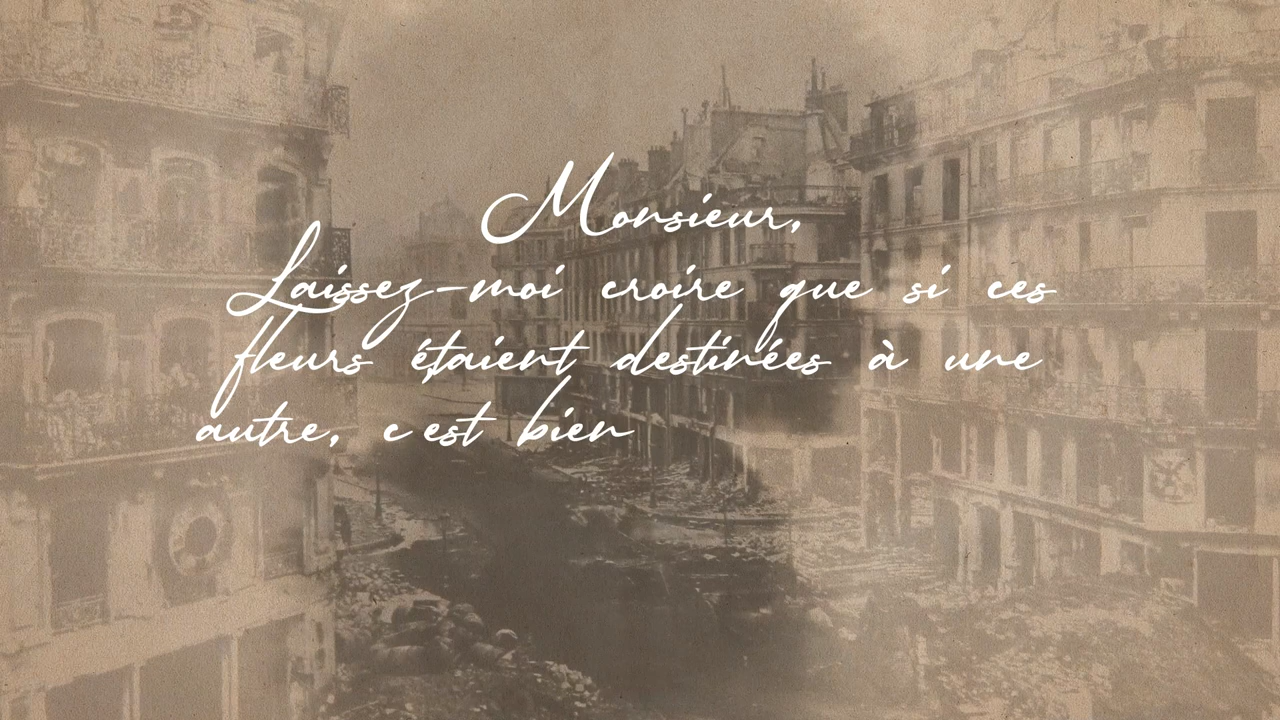 Monsieur,
Laissez-moi croire que si ces
fleurs étaient destinées à une
autre, c est bien